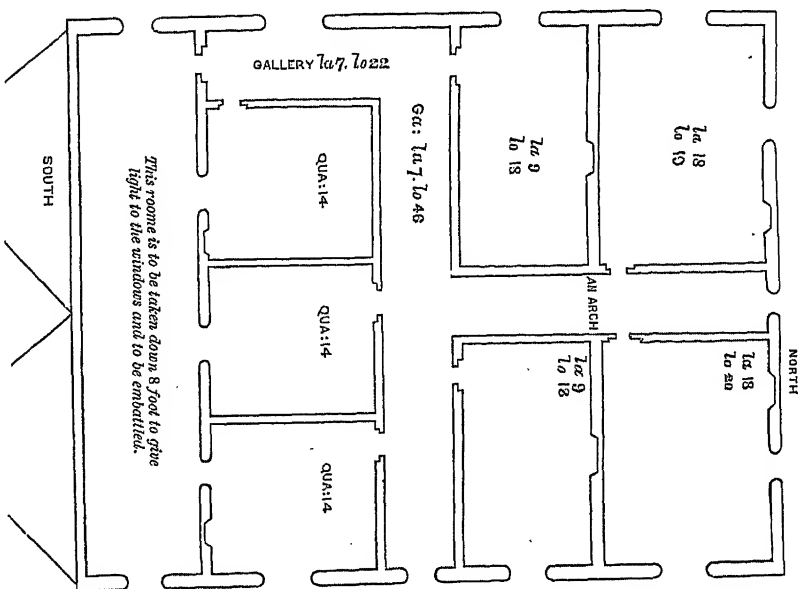 GALLERY la 7. lo 22
Ga: la 7. lo 46
la 9
lo 13
la 18
lo 19
QUA:14
QUA:14
QUA:14
SOUTH
This roome is to be taken down 8 foot to give
light to the windows and to be embattled.
AN ARCH
la 9
lo 18
la 18
lo 20
NORTH